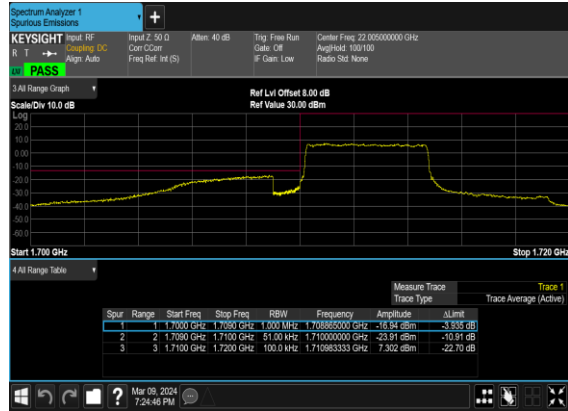 Spectrum Analyzer 1
Spurious Emissions
+
KEYSIGHT Input: RF Input Z: 50 Ω Atten: 40 dB Trig: Free Run Center Freq: 22.005000000 GHz
R T Coupling: DC Corr CCorr Gate: Off Avg|Hold: 100/100
Align: Auto Freq Ref: Int (S) IF Gain: Low Radio Std: None
PASS
3 All Range Graph
Ref Lvl Offset 8.00 dB
Scale/Div 10.0 dB Ref Value 30.00 dBm
Log
20.0
10.0
0.00
-10.0
-20.0
-30.0
-40.0
-50.0
-60.0
Start 1.700 GHz Stop 1.720 GHz
4 All Range Table
Measure Trace Trace 1
Trace Type Trace Average (Active)
Spur Range Start Freq Stop Freq RBW Frequency Amplitude ΔLimit
1 1 1.7000 GHz 1.7090 GHz 1.000 MHz 1.708865000 GHz -16.94 dBm -3.935 dB
2 2 1.7090 GHz 1.7100 GHz 51.00 kHz 1.710000000 GHz -23.91 dBm -10.91 dB
3 3 1.7100 GHz 1.7200 GHz 100.0 kHz 1.710983333 GHz 7.302 dBm -22.70 dB
? Mar 09, 2024
7:24:46 PM